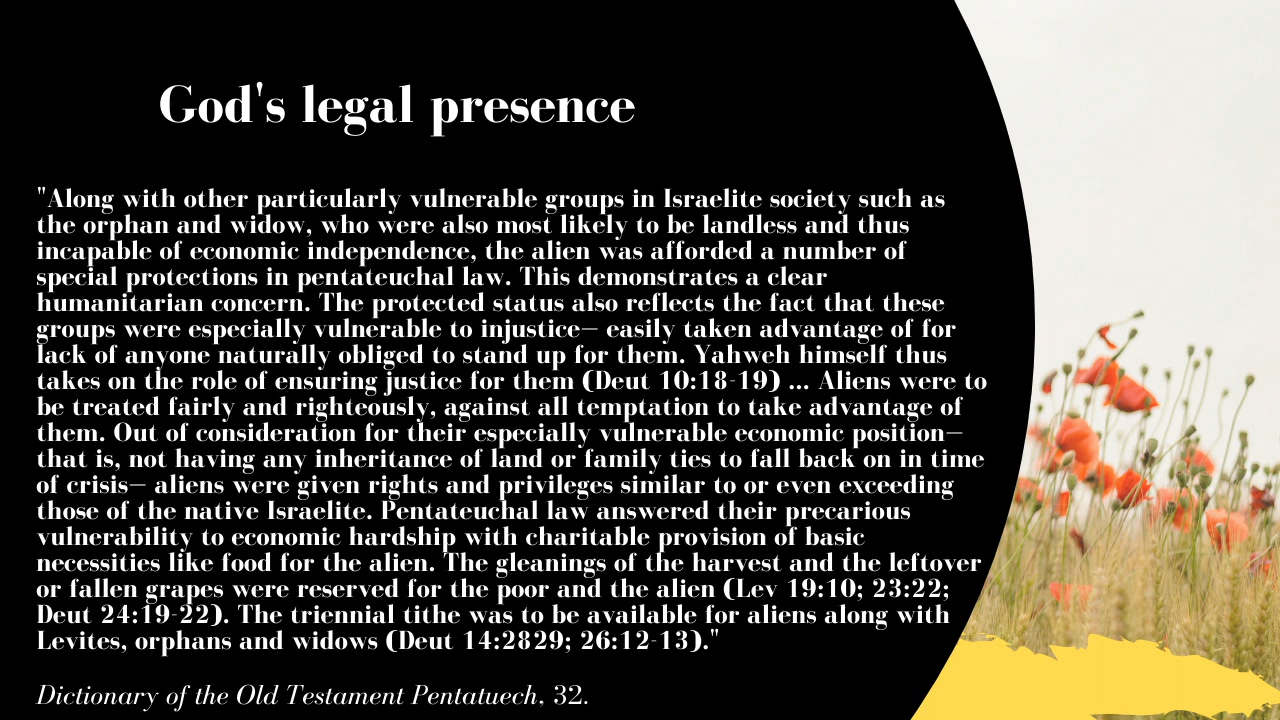 God's legal presence
"Along with other particularly vulnerable groups in Israelite society such as
the orphan and widow, who were also most likely to be landless and thus
incapable of economic independence, the alien was afforded a number of
special protections in pentateuchal law. This demonstrates a clear
humanitarian concern. The protected status also reflects the fact that these
groups were especially vulnerable to injustice— easily taken advantage of for
lack of anyone naturally obliged to stand up for them. Yahweh himself thus
takes on the role of ensuring justice for them (Deut 10:18-19) ... Aliens were to
be treated fairly and righteously, against all temptation to take advantage of
them. Out of consideration for their especially vulnerable economic position—
that is, not having any inheritance of land or family ties to fall back on in time
of crisis— aliens were given rights and privileges similar to or even exceeding
those of the native Israelite. Pentateuchal law answered their precarious
vulnerability to economic hardship with charitable provision of basic
necessities like food for the alien. The gleanings of the harvest and the leftover
or fallen grapes were reserved for the poor and the alien (Lev 19:10; 23:22;
Deut 24:19-22). The triennial tithe was to be available for aliens along with
Levites, orphans and widows (Deut 14:2829; 26:12-13)."
Dictionary of the Old Testament Pentatuech, 32.